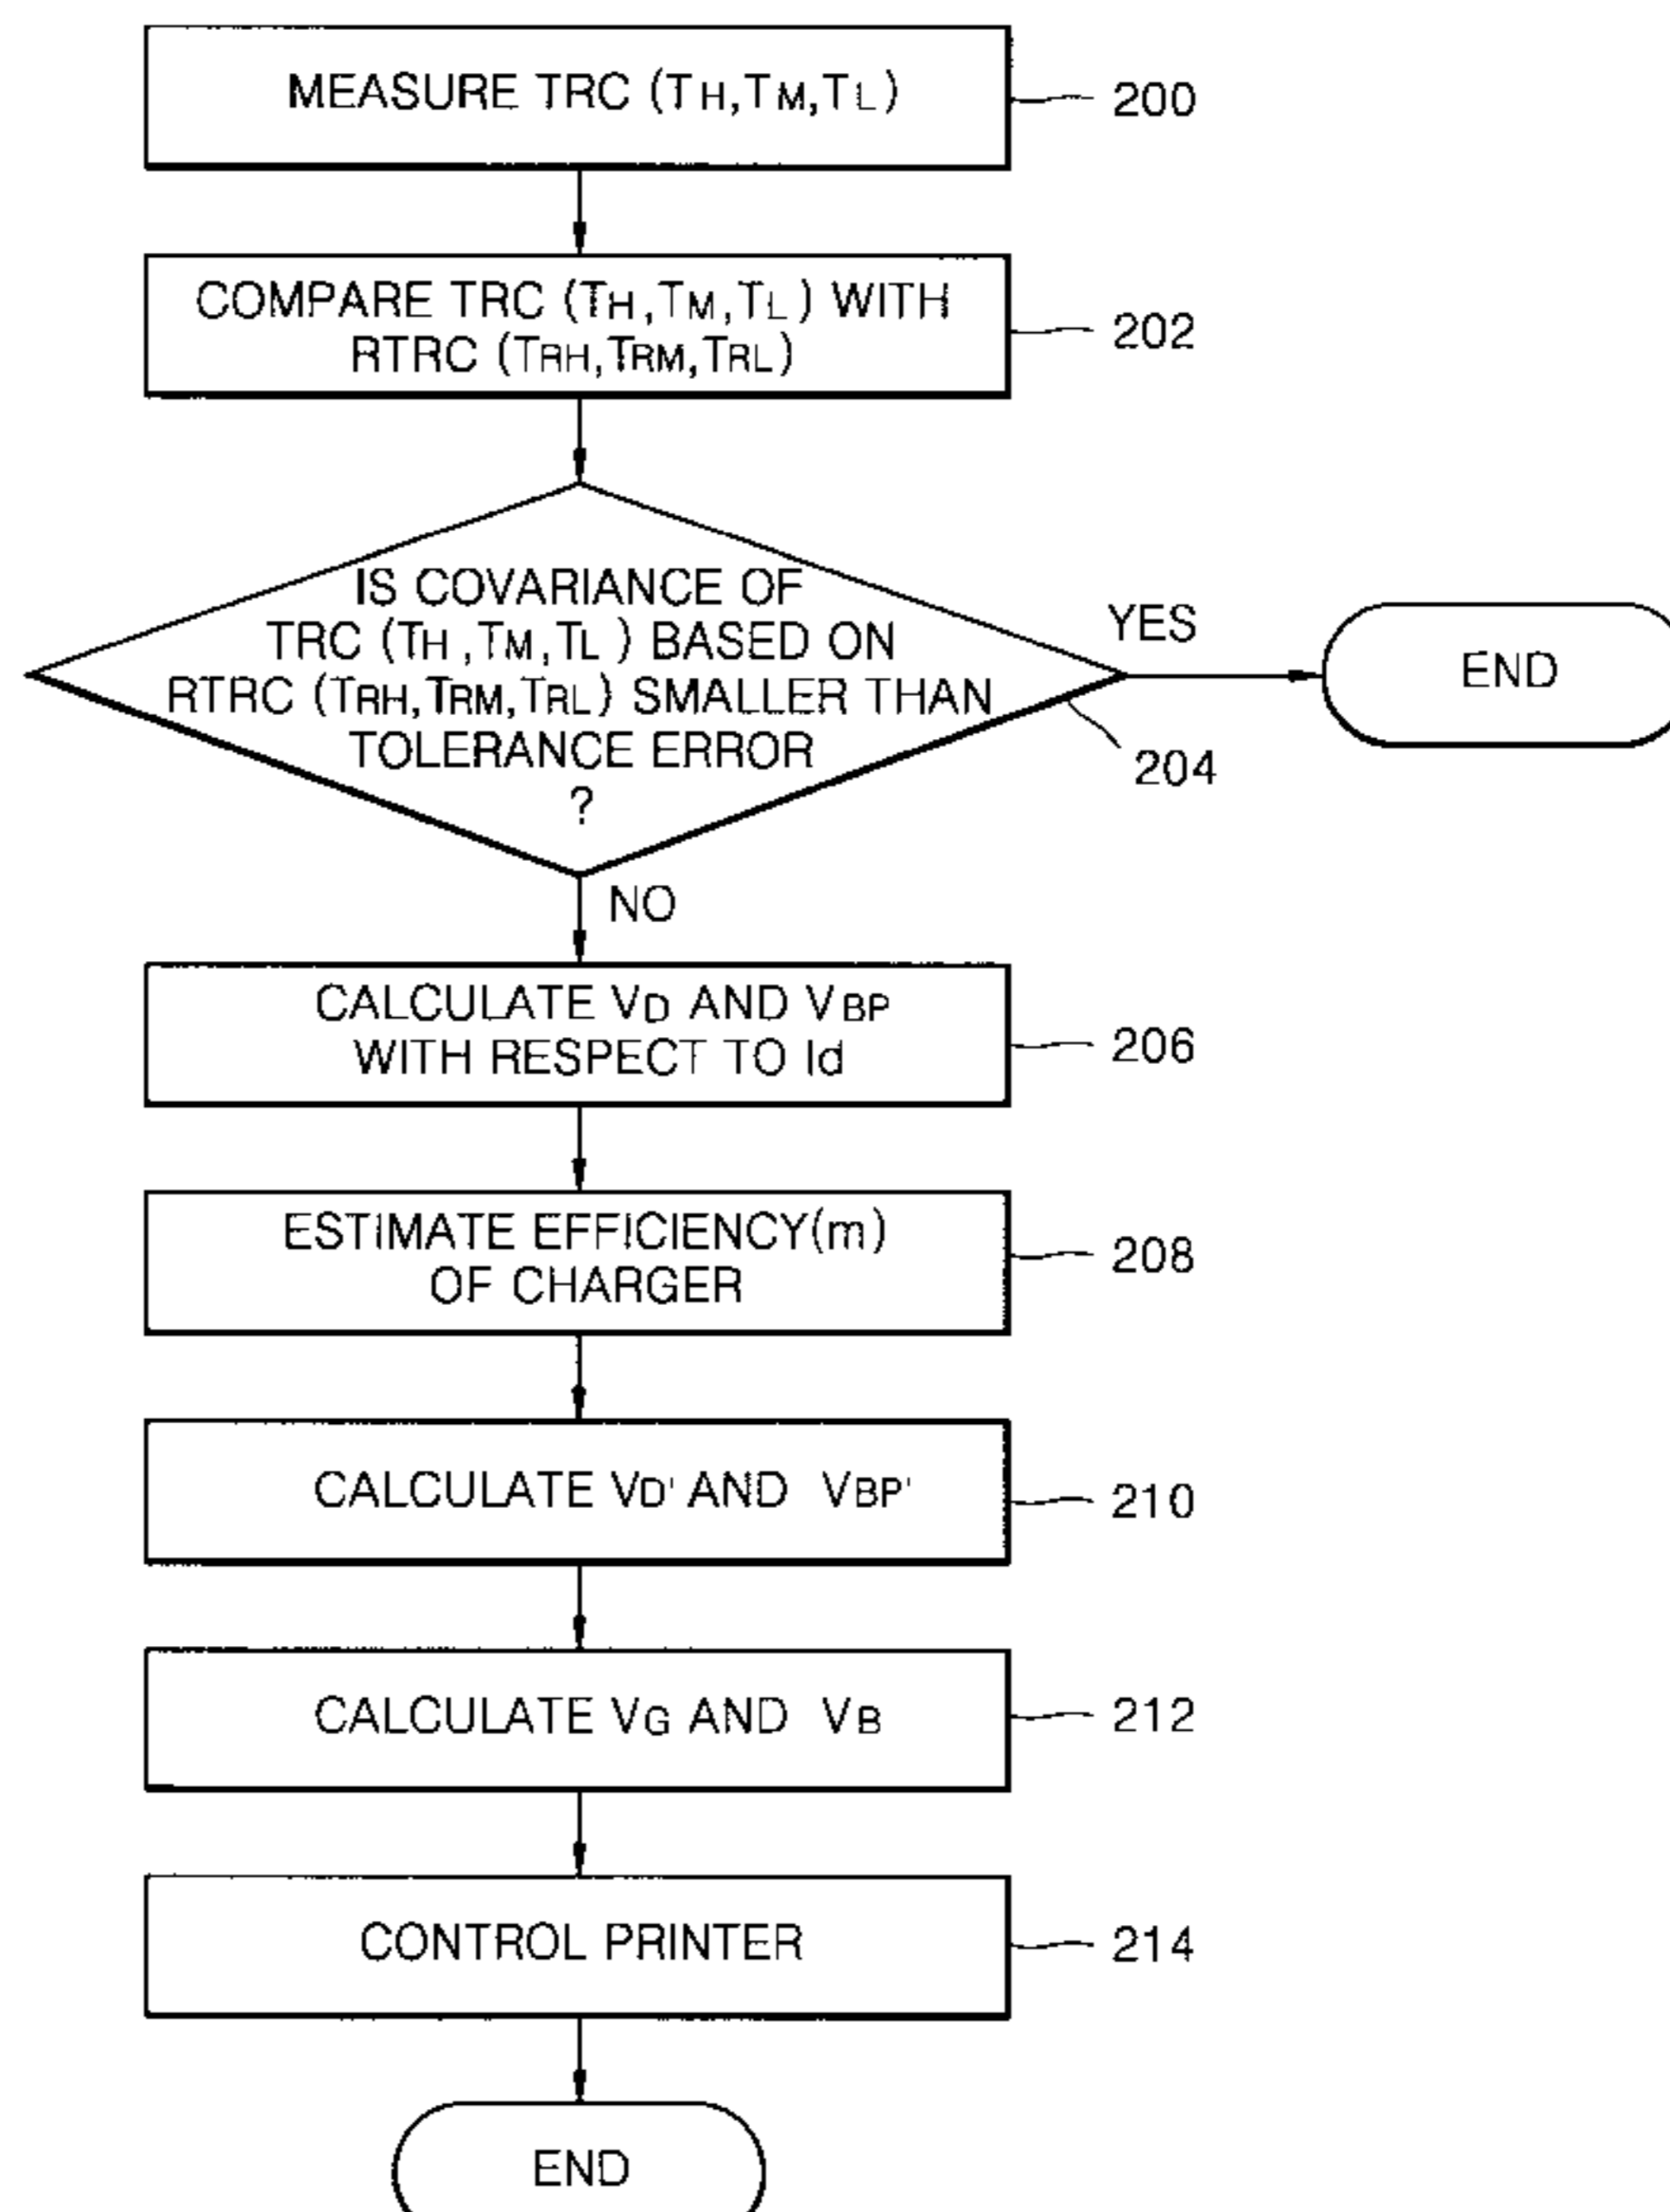 MEASURE TRC (TH,TM,TL)
200
COMPARE TRC (TH,TM,TL) WITH
RTRC (TRH,TRM,TRL)
202
IS COVARIANCE OF
TRC (TH,TM,TL) BASED ON
RTRC (TRH,TRM,TRL) SMALLER THAN
TOLERANCE ERROR
?
204
YES
END
NO
CALCULATE VD AND VBP
WITH RESPECT TO Id
206
ESTIMATE EFFICIENCY(m)
OF CHARGER
208
CALCULATE VD' AND VBP'
210
CALCULATE VG AND VB
212
CONTROL PRINTER
214
END